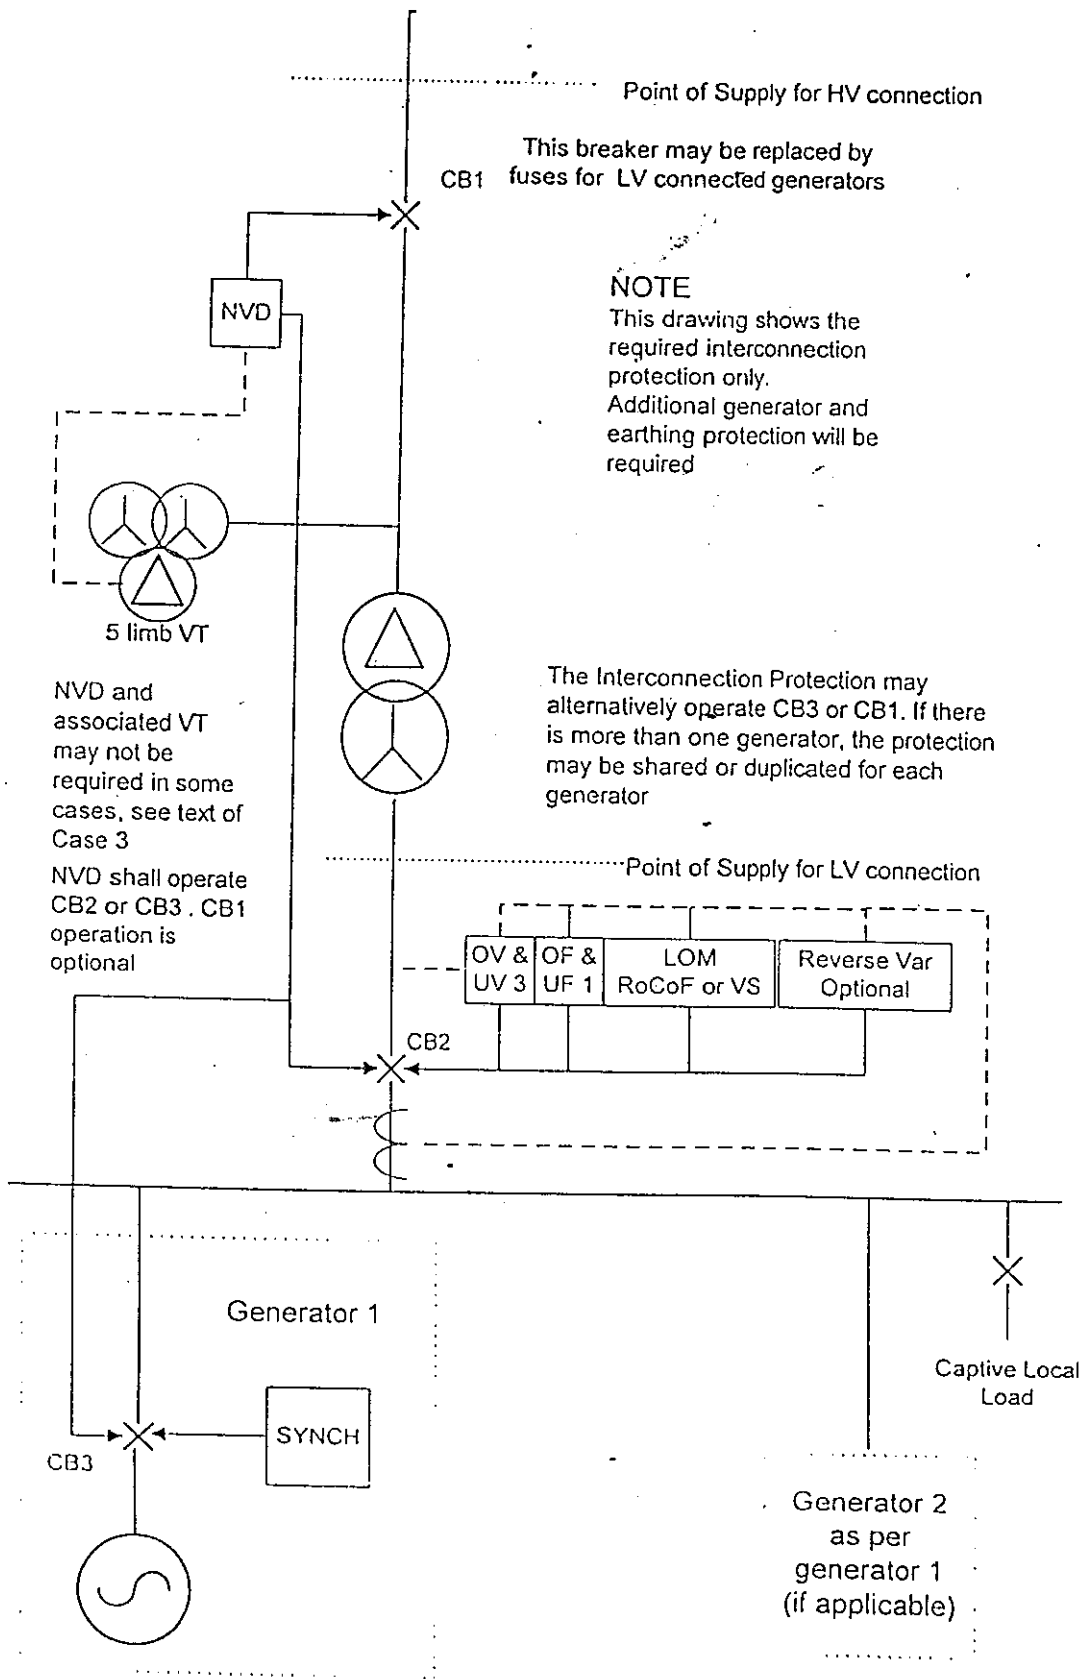 Point of Supply for HV connection
This breaker may be replaced by
CB1 fuses for LV connected generators
NVD
NOTE
This drawing shows the
required interconnection
protection only.
Additional generator and
earthing protection will be
required
5 limb VT
NVD and
associated VT
may not be
required in some
cases, see text of
Case 3
NVD shall operate
CB2 or CB3 . CB1
operation is
optional
The Interconnection Protection may
alternatively operate CB3 or CB1. If there
is more than one generator, the protection
may be shared or duplicated for each
generator
Point of Supply for LV connection
OV &
UV 3
OF &
UF 1
LOM
RoCoF or VS
Reverse Var
Optional
CB2
Generator 1
SYNCH
CB3
Captive Local
Load
Generator 2
as per
generator 1
(if applicable)